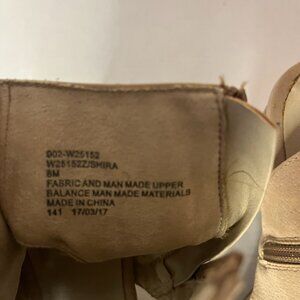 002-W25152
W25152Z/SHIRA
8M
FABRIC AND MAN MADE UPPER
BALANCE MAN MADE MATERIALS
MADE IN CHINA
141 17/03/17